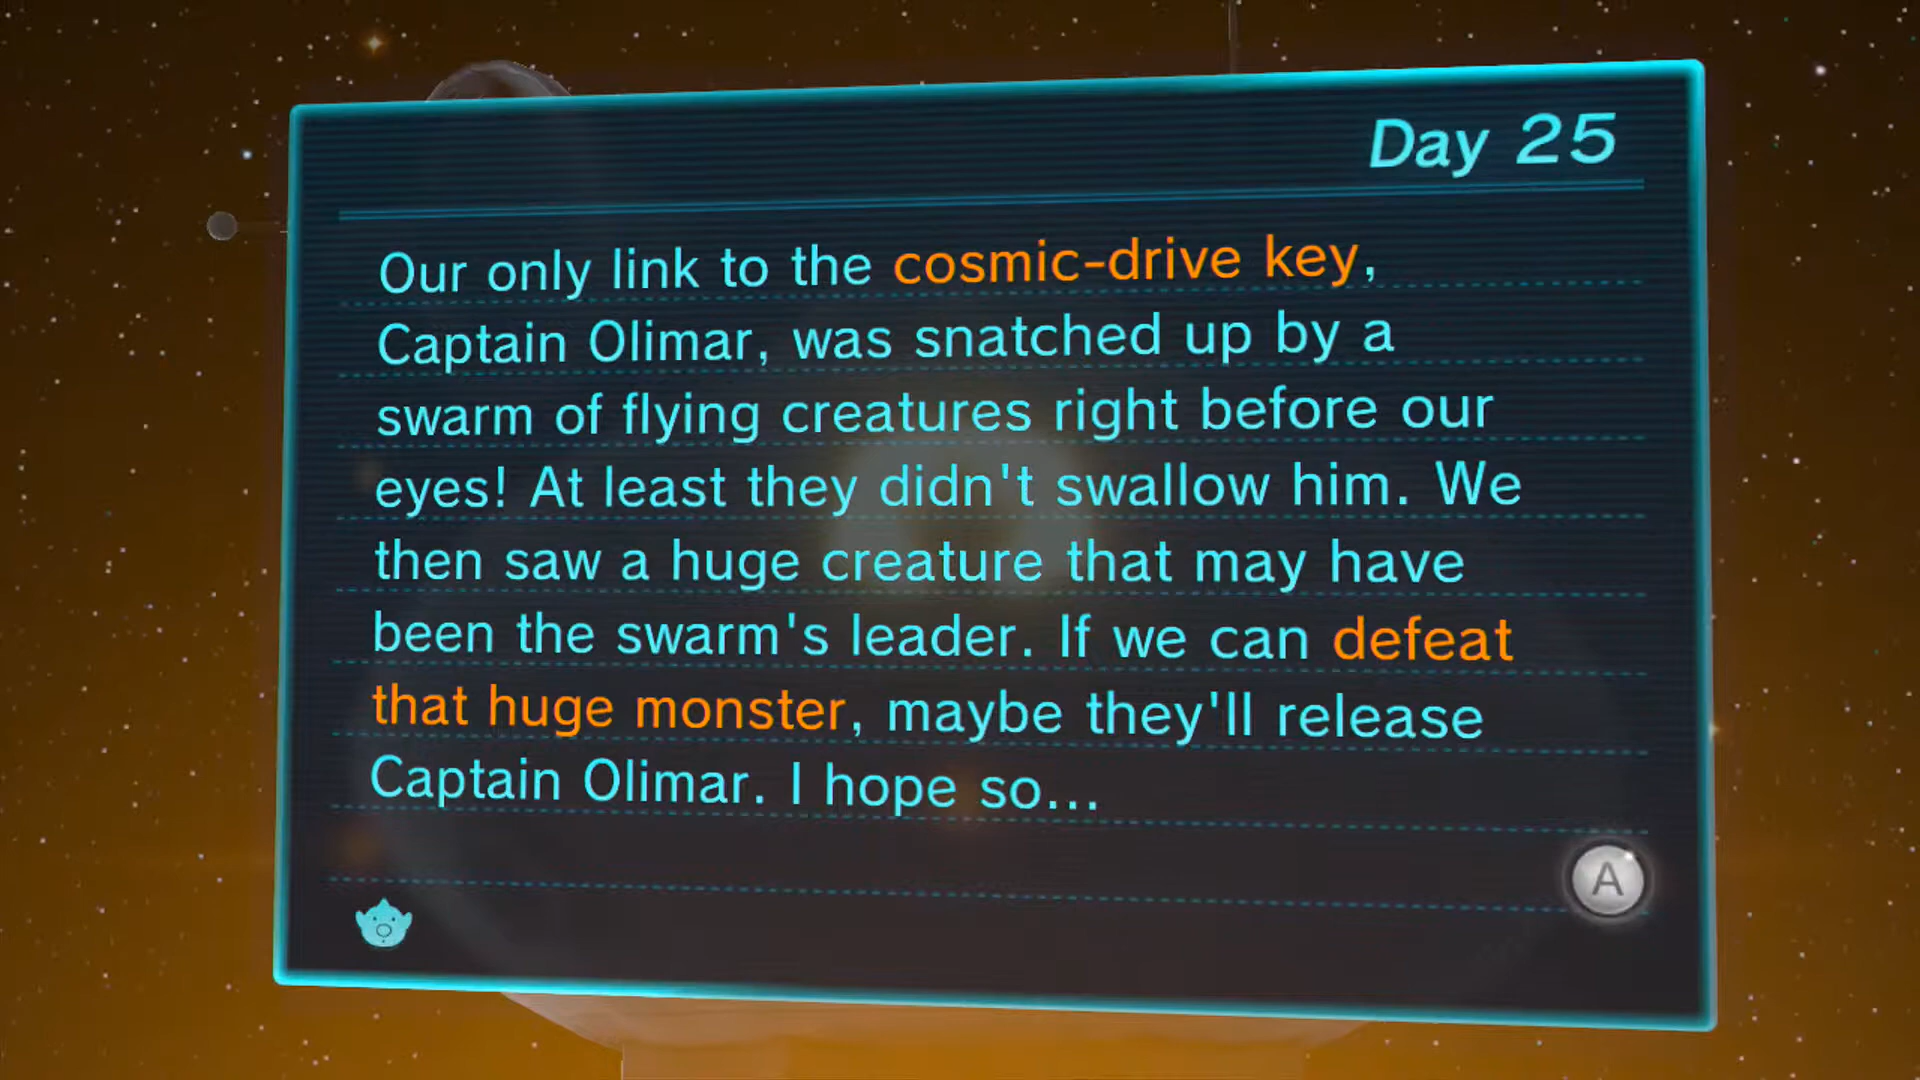 Day 25
Our only link to the cosmic-drive key,
Captain Olimar, was snatched up by a
swarm of flying creatures right before our
eyes! At least they didn't swallow him. We
then saw a huge creature that may have
been the swarm's leader. If we can defeat
that huge monster, maybe they'll release
Captain Olimar. I hope so...
A